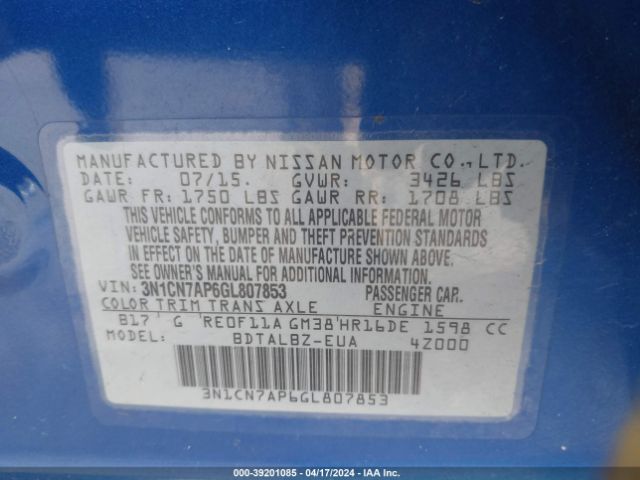 MANUFACTURED BY NISSAN MOTOR CO., LTD.
DATE: 07/15. GVWR: 3426 LBS
GAWR FR: 1750 LBS GAWR RR: 1708 LBS
THIS VEHICLE CONFORMS TO ALL APPLICABLE FEDERAL MOTOR
VEHICLE SAFETY, BUMPER AND THEFT PREVENTION STANDARDS
IN EFFECT ON THE DATE OF MANUFACTURE SHOWN ABOVE.
SEE OWNER'S MANUAL FOR ADDITIONAL INFORMATION.
VIN: 3N1CN7AP6GL807853 PASSENGER CAR.
COLOR TRIM TRANS AXLE ENGINE
B17 G RE0F11A GM38 HR16DE 1598 CC
MODEL: BDTALBZ-EUA 4Z000
3N1CN7AP6GL807853
000-39201085 - 04/17/2024 - IAA Inc.